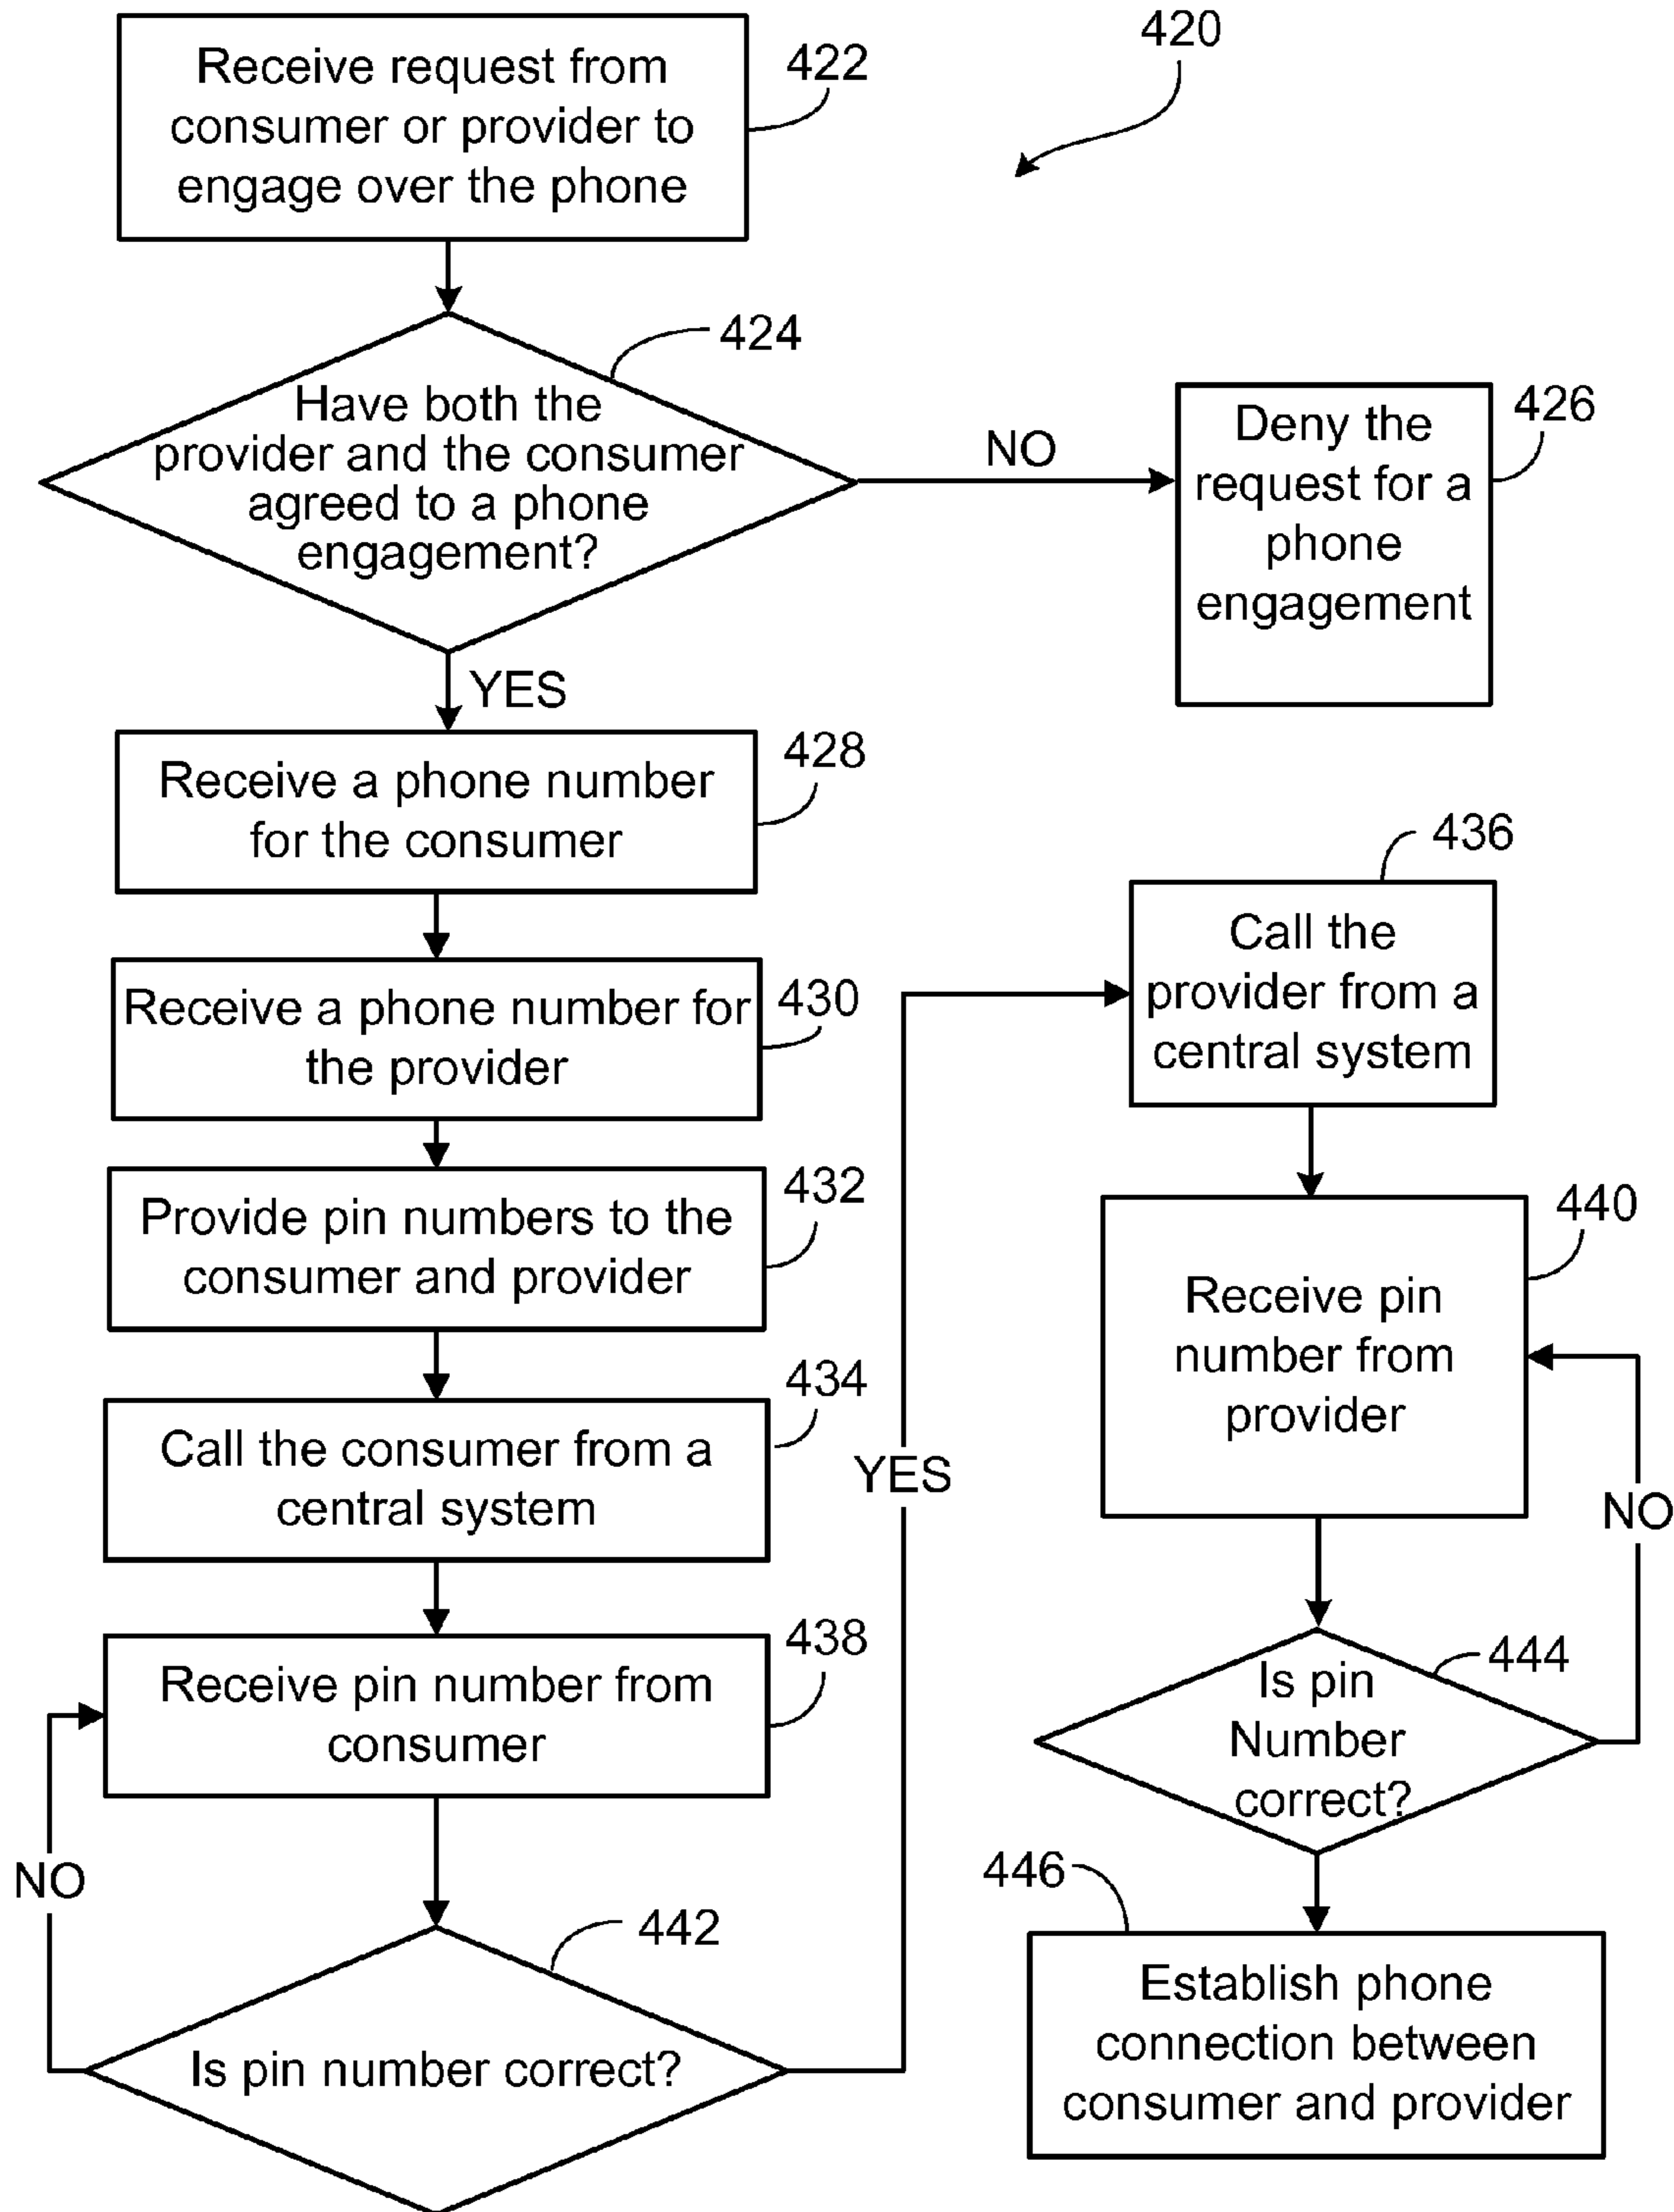 420
Receive request from
consumer or provider to
engage over the phone
422
424
Have both the
provider and the consumer
agreed to a phone
engagement?
NO
Deny the
request for a
phone
engagement
426
YES
Receive a phone number
for the consumer
428
Receive a phone number for
the provider
430
Provide pin numbers to the
consumer and provider
432
Call the consumer from a
central system
434
Receive pin number from
consumer
438
NO
442
Is pin number correct?
YES
436
Call the
provider from a
central system
440
Receive pin
number from
provider
NO
444
Is pin
Number
correct?
446
Establish phone
connection between
consumer and provider